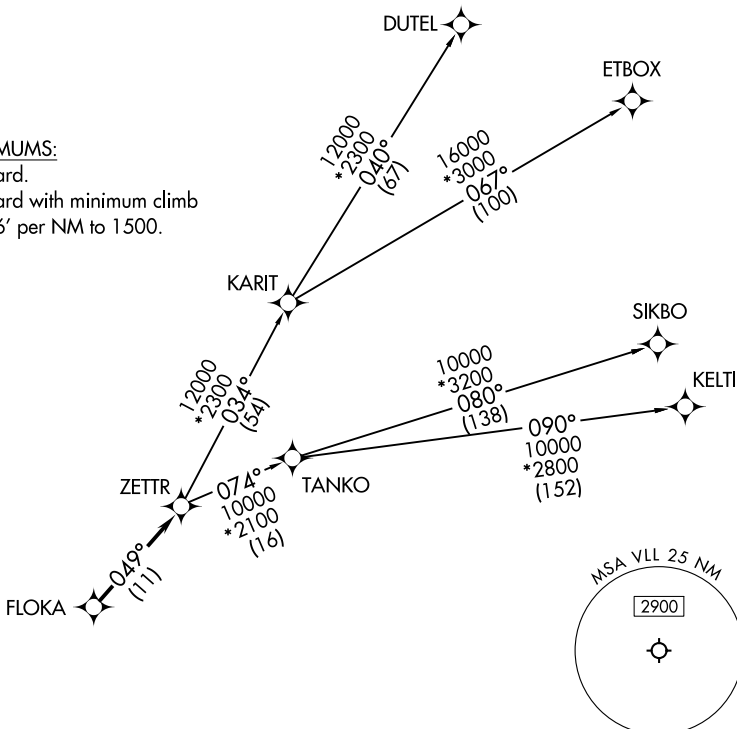 DUTEL
ETBOX
MUMS:
ard.
ard with minimum climb
6' per NM to 1500.
12000
*2300
040°
(67)
16000
*3000
067°
(100)
KARIT
SIKBO
12000
*2300
034°
(54)
10000
*3200
080°
(138)
KELTI
090°
10000
*2800
(152)
ZETTR
074°
10000
*2100
(16)
TANKO
049°
(11)
FLOKA
MSA VLL 25 NM
2900